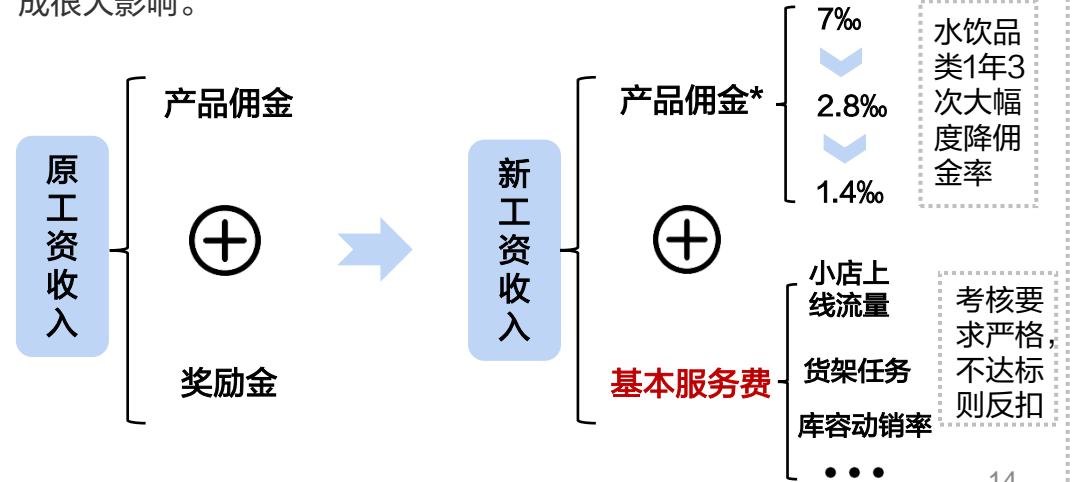 成很大影响。
原工资收入
产品佣金
奖励金
新工资收入
产品佣金*
7‰
2.8‰
1.4‰
水饮品
类1年3
次大幅
度降佣
金率
基本服务费
小店上
线流量
货架任务
库容动销率
•••
考核要
求严格，
不达标
则反扣
14